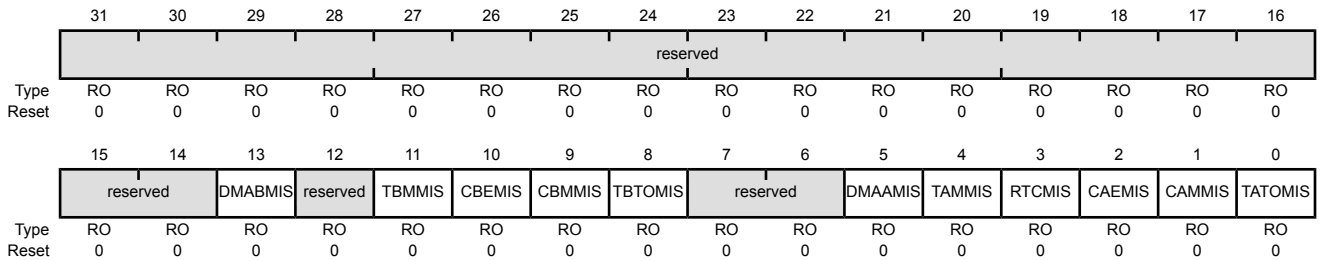 31 30 29 28 27 26 25 24 23 22 21 20 19 18 17 16
reserved
Type RO RO RO RO RO RO RO RO RO RO RO RO RO RO RO RO
Reset 0 0 0 0 0 0 0 0 0 0 0 0 0 0 0 0
15 14 13 12 11 10 9 8 7 6 5 4 3 2 1 0
reserved DMABMIS reserved TBMMIS CBEMIS CBMMIS TBTOMIS reserved DMAAMIS TAMMIS RTCMIS CAEMIS CAMMIS TATOMIS
Type RO RO RO RO RO RO RO RO RO RO RO RO RO RO RO RO
Reset 0 0 0 0 0 0 0 0 0 0 0 0 0 0 0 0